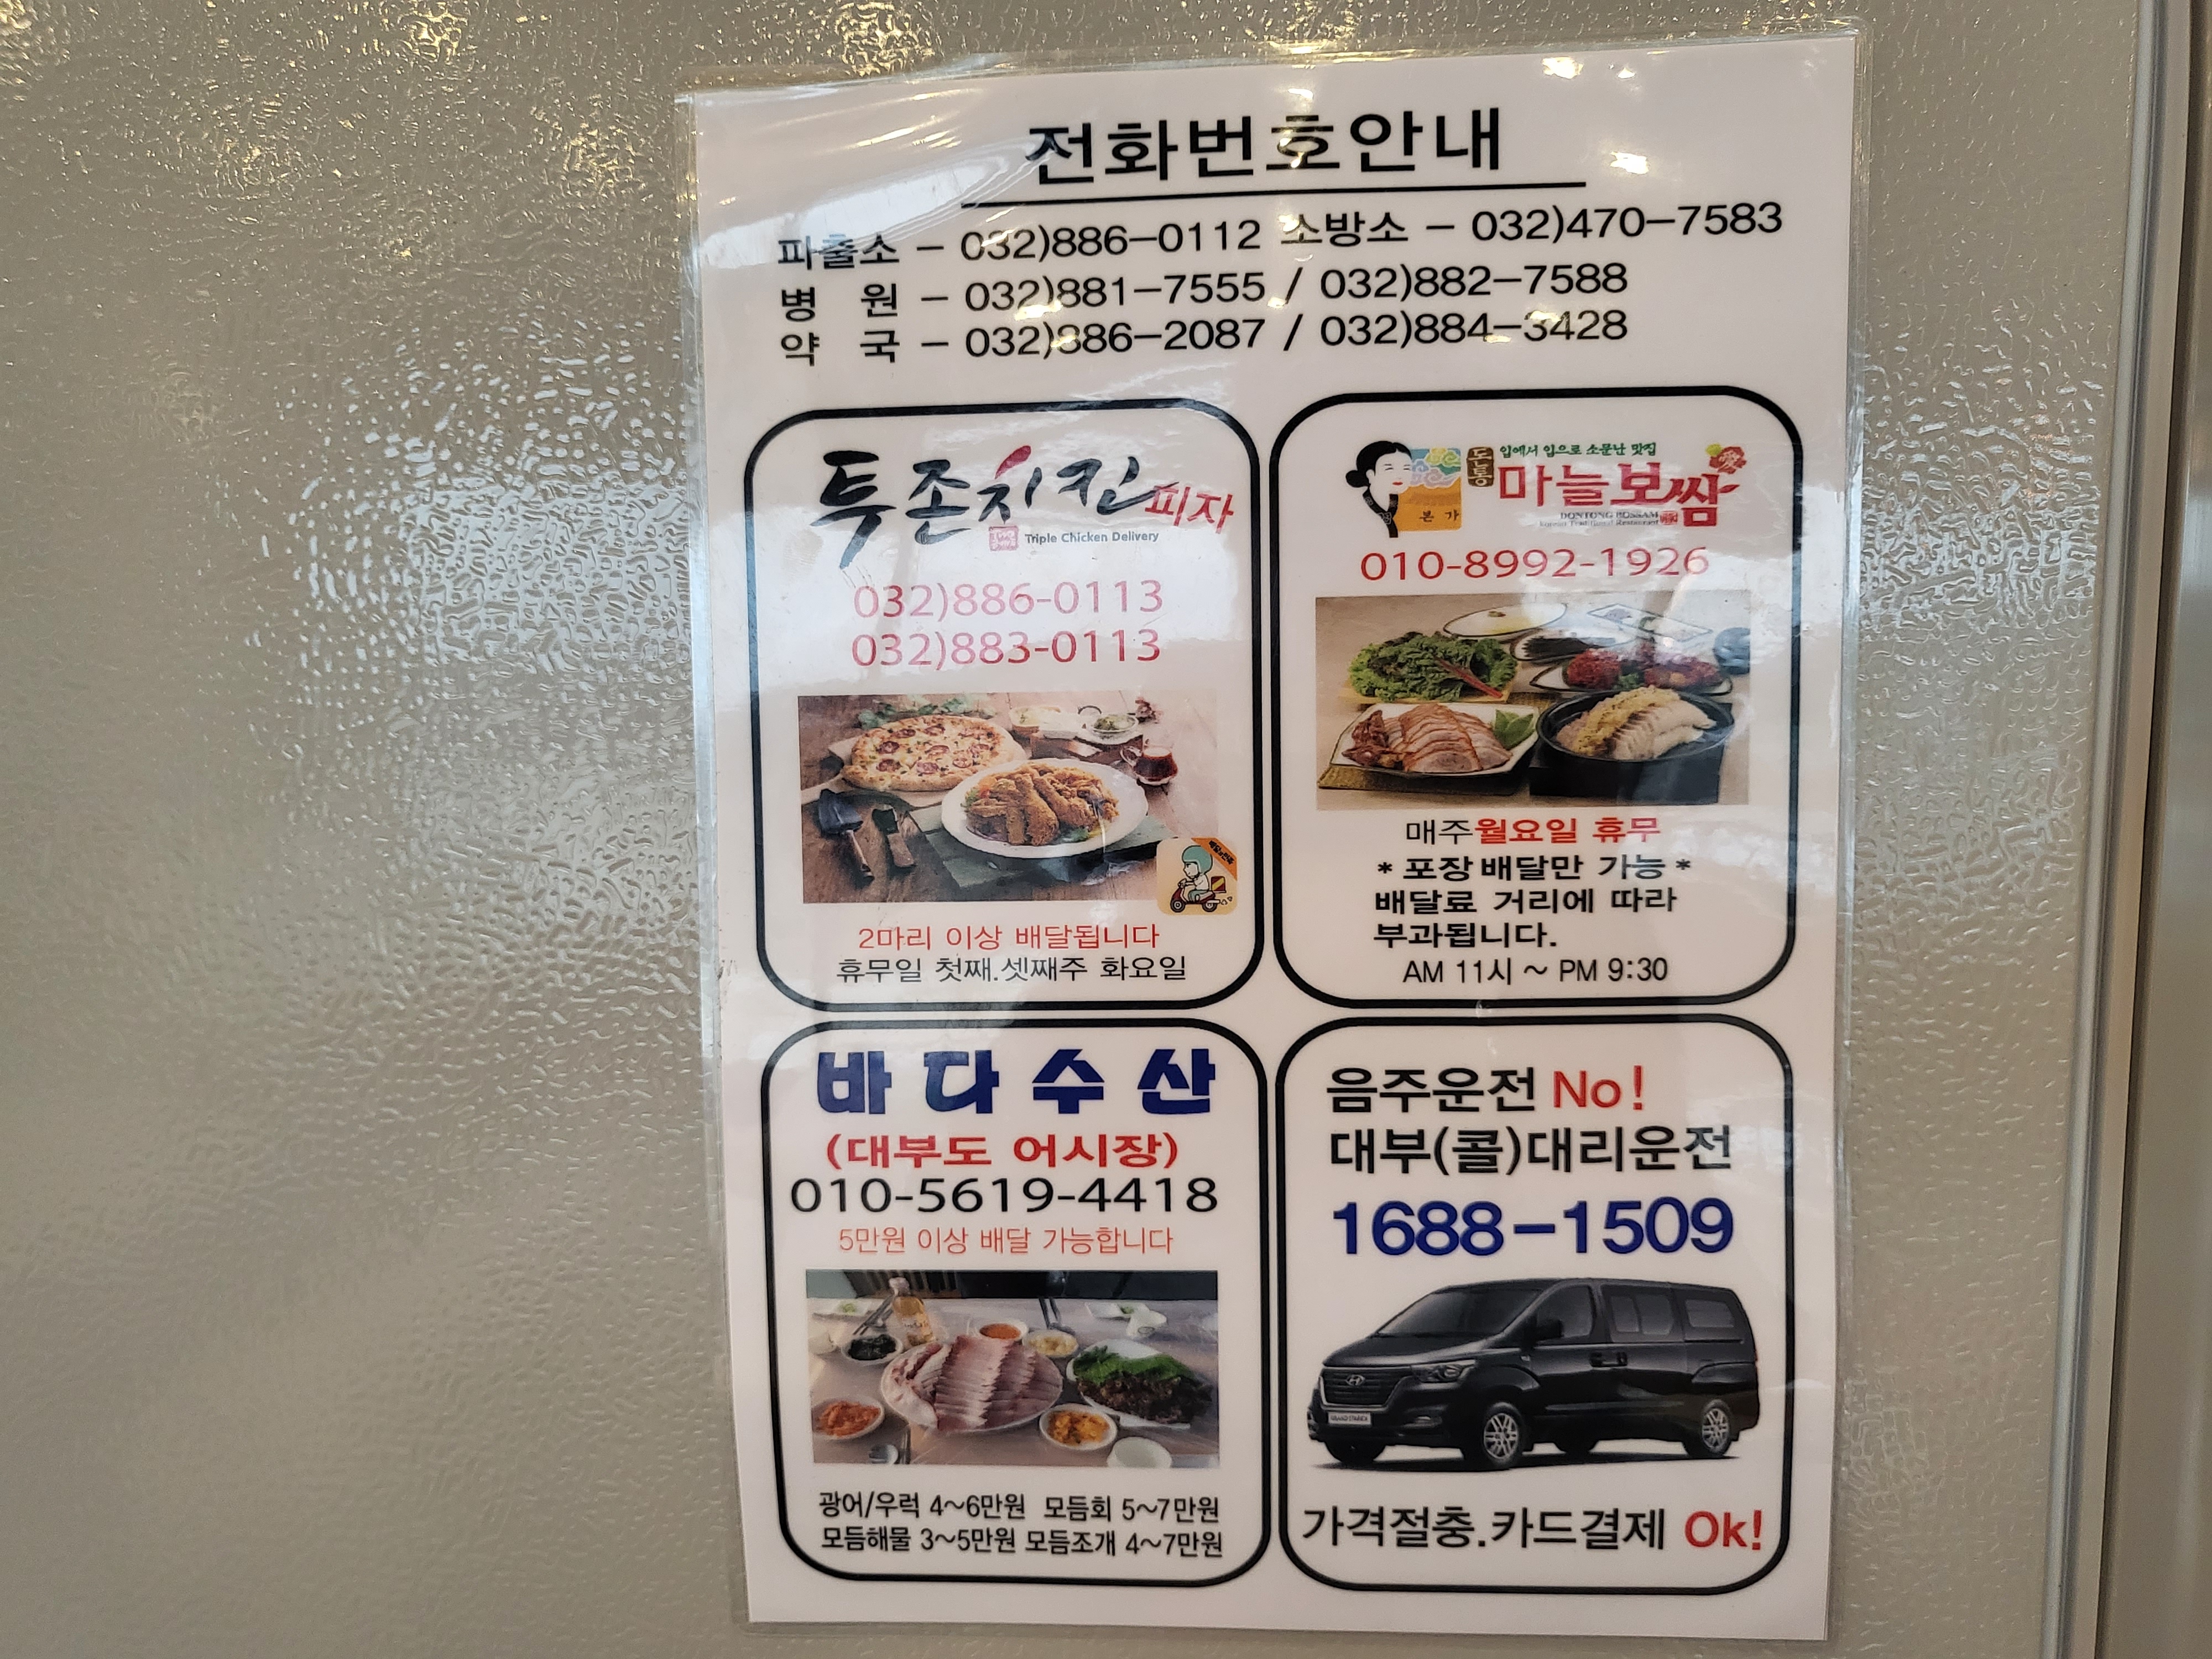 전화번호안내
파출소 - 032)886-0112 소방소 - 032)470-7583
병 원 - 032)881-7555 / 032)882-7588
약 국 - 032)886-2087 / 032)884-3428
투존치킨피자
Triple Chicken Delivery
032)886-0113
032)883-0113
2마리 이상 배달됩니다
휴무일 첫째.셋째주 화요일
입에서 입으로 소문난 맛집
돈통 마늘보쌈
본가
DONTONG BOSSAM
Korean Traditional Restaurant
010-8992-1926
매주월요일 휴무
* 포장 배달만 가능 *
배달료 거리에 따라
부과됩니다.
AM 11시 ~ PM 9:30
바다수산
(대부도 어시장)
010-5619-4418
5만원 이상 배달 가능합니다
광어/우럭 4~6만원 모듬회 5~7만원
모듬해물 3~5만원 모듬조개 4~7만원
음주운전 No!
대부(콜)대리운전
1688-1509
가격절충.카드결제 Ok!